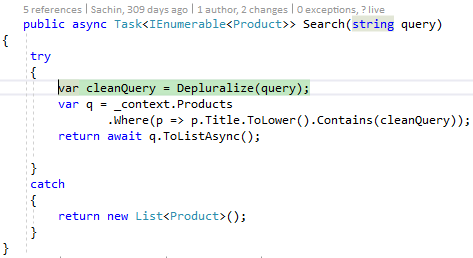 5 references | Sachin, 309 days ago | 1 author, 2 changes | 0 exceptions, ? live
public async Task<IEnumerable<Product>> Search(string query)
{
try
{
var cleanQuery = Depluralize(query);
var q = _context.Products
.Where(p => p.Title.ToLower().Contains(cleanQuery));
return await q.ToListAsync();
}
catch
{
return new List<Product>();
}
}